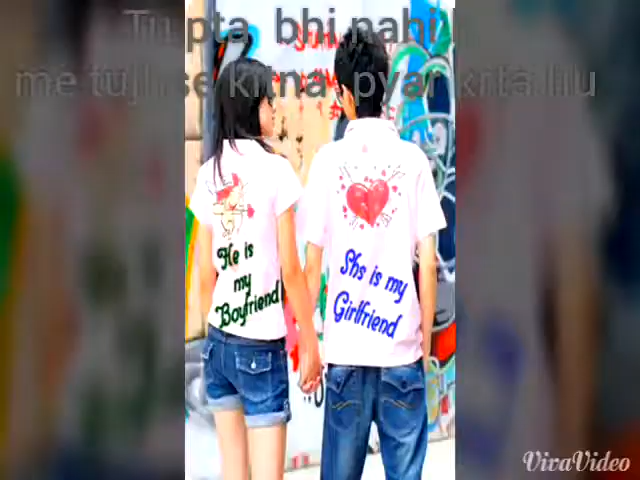 Tu pta bhi nahi
me tujhse kitna pyar krta hu
He is
my
Boyfriend
Shs is my
Girlfriend
VivaVideo